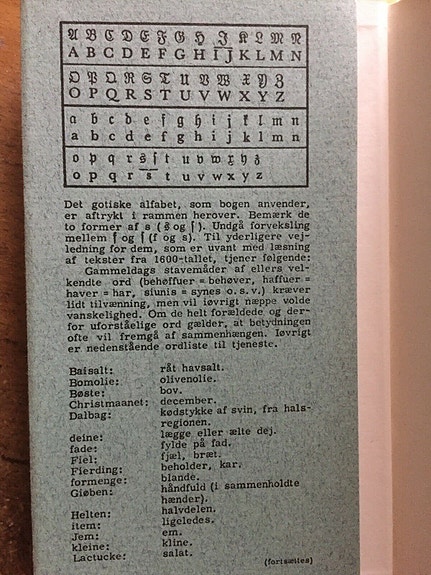 𝔄 𝔅 ℭ 𝔇 𝔈 𝔉 𝔊 ℌ ℑ 𝔎 𝔏 𝔐 𝔑
A B C D E F G H I J K L M N
𝔒 𝔓 𝔔 ℜ 𝔖 𝔗 𝔘 𝔙 𝔚 𝔛 𝔜 ℨ
O P Q R S T U V W X Y Z
𝔞 𝔟 𝔠 𝔡 𝔢 𝔣 𝔤 𝔥 𝔦 𝔧 𝔨 𝔩 𝔪 𝔫
a b c d e f g h i j k l m n
𝔬 𝔭 𝔮 𝔯 𝔰 ſ 𝔱 𝔲 𝔳 𝔴 𝔵 𝔶 𝔷
o p q r s t u v w x y z
Det gotiske alfabet, som bogen anvender,
er aftrykt i rammen herover. Bemærk de
to former af s (𝔰 og ſ). Undgå forveksling
mellem 𝔣 og ſ (f og s). Til yderligere vej-
ledning for dem, som er uvant med læsning
af tekster fra 1600-tallet, tjener følgende:
Gammeldags stavemåder af ellers vel-
kendte ord (behøffuer = behøver, haffuer =
haver = har, siunis = synes o. s. v.) kræver
lidt tilvænning, men vil iøvrigt næppe volde
vanskelighed. Om de helt forældede og der-
for uforståelige ord gælder, at betydningen
ofte vil fremgå af sammenhængen. Iøvrigt
er nedenstående ordliste til tjeneste.
Baisalt: råt havsalt.
Bomolie: olivenolie.
Bøste: bov.
Christmaanet: december.
Dalbag: kødstykke af svin, fra hals-
regionen.
deine: lægge eller ælte dej.
fade: fylde på fad.
Fiel: fjæl, bræt.
Fierding: beholder, kar.
formenge: blande.
Giøben: håndfuld (i sammenholdte
hænder).
Helten: halvdelen.
item: ligeledes.
Jem: em.
kleine: kline.
Lactucke: salat.
(fortsættes)